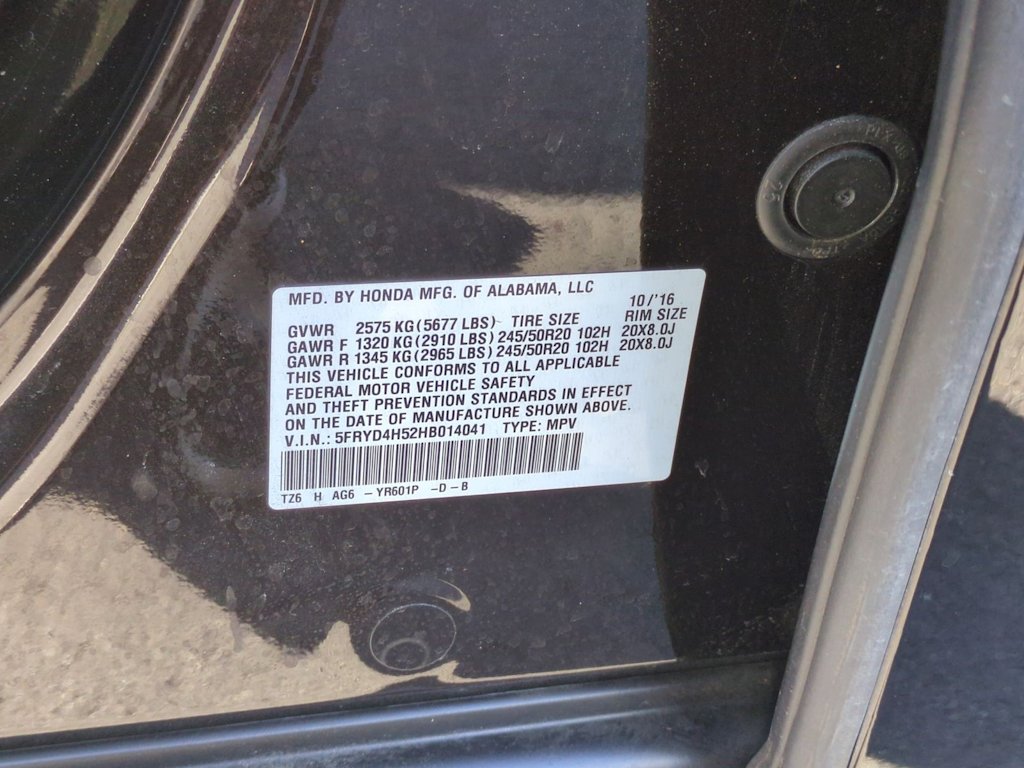 MFD. BY HONDA MFG. OF ALABAMA, LLC
10/'16
GVWR 2575 KG (5677 LBS) TIRE SIZE RIM SIZE
GAWR F 1320 KG (2910 LBS) 245/50R20 102H 20X8.0J
GAWR R 1345 KG (2965 LBS) 245/50R20 102H 20X8.0J
THIS VEHICLE CONFORMS TO ALL APPLICABLE
FEDERAL MOTOR VEHICLE SAFETY
AND THEFT PREVENTION STANDARDS IN EFFECT
ON THE DATE OF MANUFACTURE SHOWN ABOVE.
V.I.N.: 5FRYD4H52HB014041 TYPE: MPV
TZ6 H AG6 -YR601P -D-B